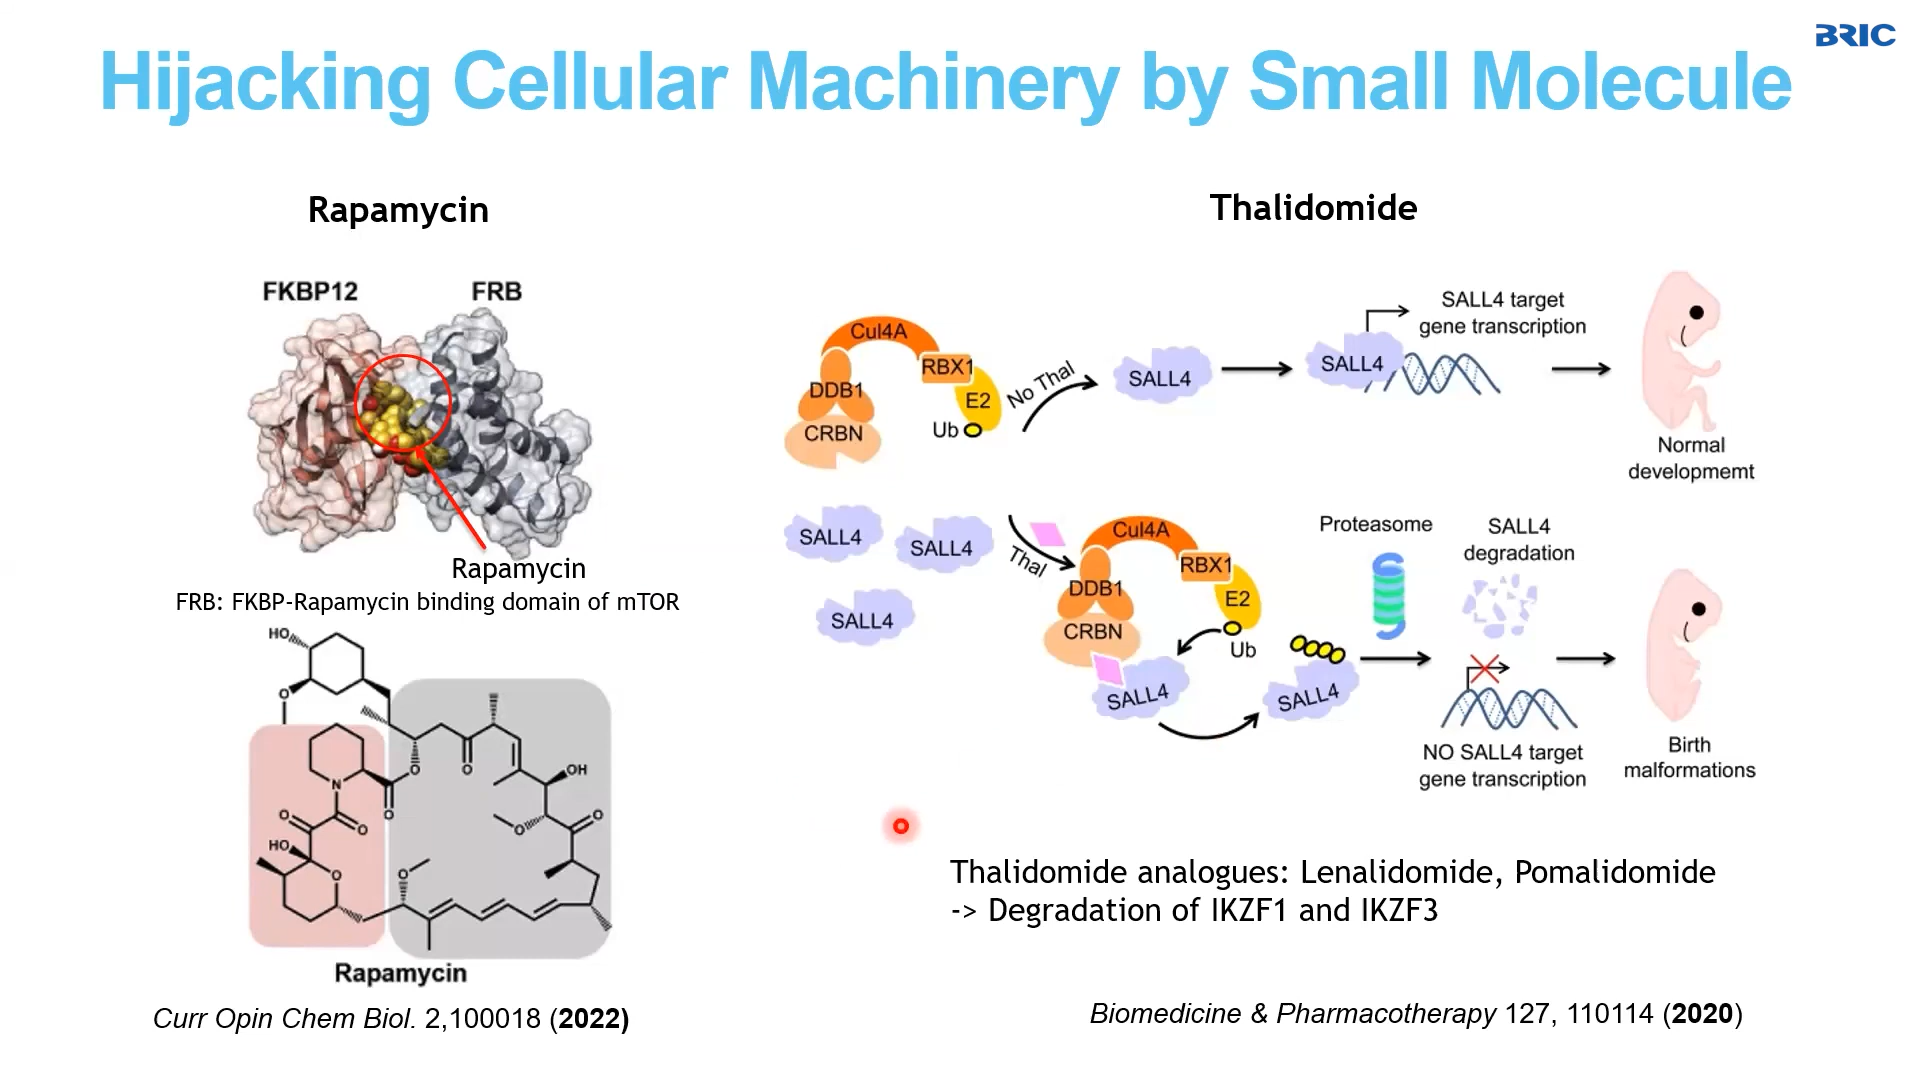 BRIC
Hijacking Cellular Machinery by Small Molecule
Rapamycin
FKBP12
FRB
Rapamycin
FRB: FKBP-Rapamycin binding domain of mTOR
HO
O
N
O
O
O
O
OH
O
O
O
O
HO
O
O
Rapamycin
Curr Opin Chem Biol. 2,100018 (2022)
Thalidomide
Cul4A
RBX1
DDB1
E2
CRBN
Ub
No Thal
SALL4
SALL4
SALL4 target
gene transcription
Normal
developmemt
SALL4
SALL4
SALL4
Thal
Cul4A
RBX1
DDB1
E2
CRBN
Ub
SALL4
SALL4
Proteasome
SALL4
degradation
NO SALL4 target
gene transcription
Birth
malformations
Thalidomide analogues: Lenalidomide, Pomalidomide
-> Degradation of IKZF1 and IKZF3
Biomedicine & Pharmacotherapy 127, 110114 (2020)